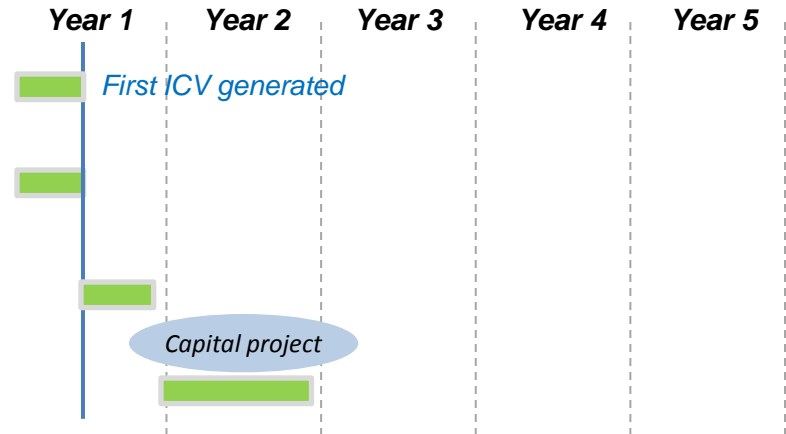 Year 1 Year 2 Year 3 Year 4 Year 5
First ICV generated
Capital project